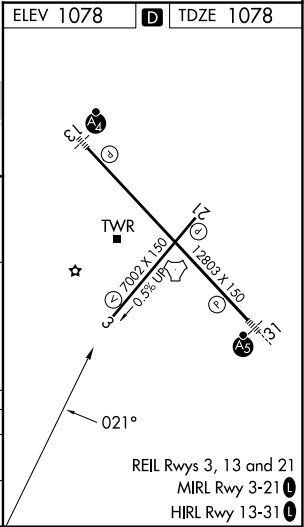 ELEV 1078 D TDZE 1078
A4
13
P
21
TWR
P
7002 X 150
12803 X 150
0.5% UP
V
P
3
31
A5
021°
REIL Rwys 3, 13 and 21
MIRL Rwy 3-21 L
HIRL Rwy 13-31 L